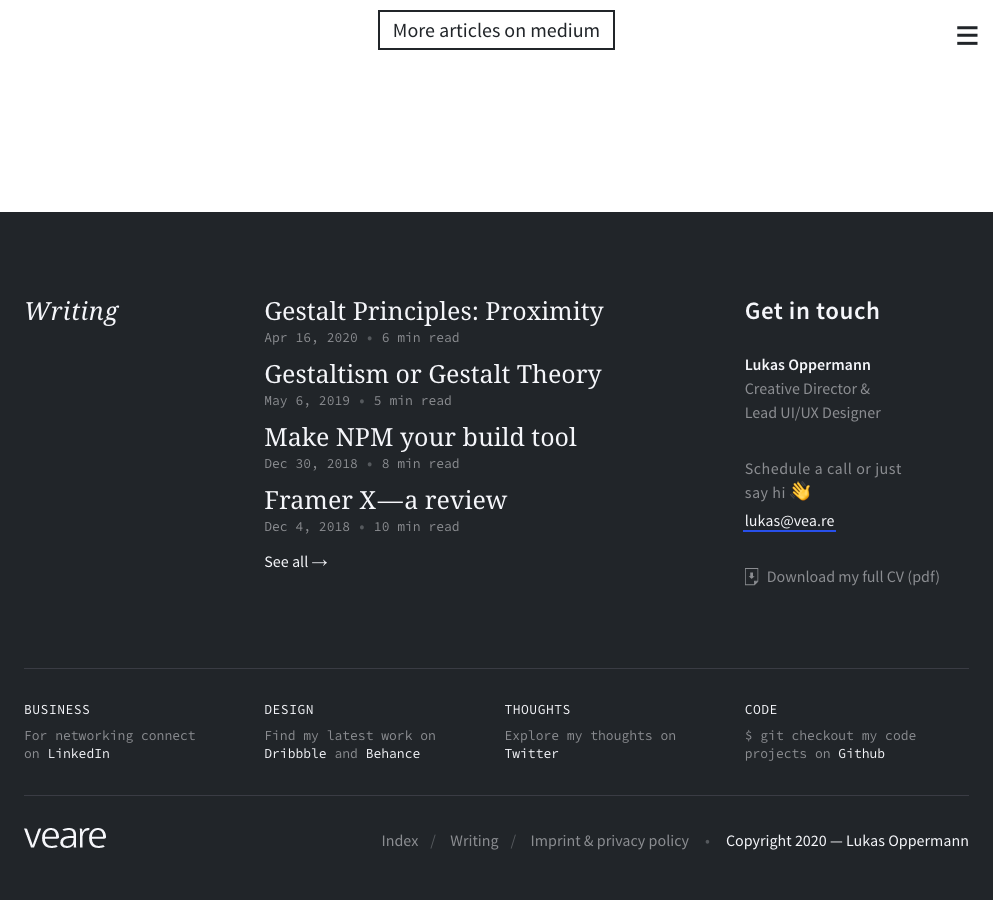 More articles on medium
Writing
Gestalt Principles: Proximity
Apr 16, 2020 • 6 min read
Gestaltism or Gestalt Theory
May 6, 2019 • 5 min read
Make NPM your build tool
Dec 30, 2018 • 8 min read
Framer X—a review
Dec 4, 2018 • 10 min read
See all →
Get in touch
Lukas Oppermann
Creative Director &
Lead UI/UX Designer
Schedule a call or just
say hi 👋
lukas@vea.re
Download my full CV (pdf)
BUSINESS
For networking connect
on LinkedIn
DESIGN
Find my latest work on
Dribbble and Behance
THOUGHTS
Explore my thoughts on
Twitter
CODE
$ git checkout my code
projects on Github
veare
Index / Writing / Imprint & privacy policy • Copyright 2020 — Lukas Oppermann